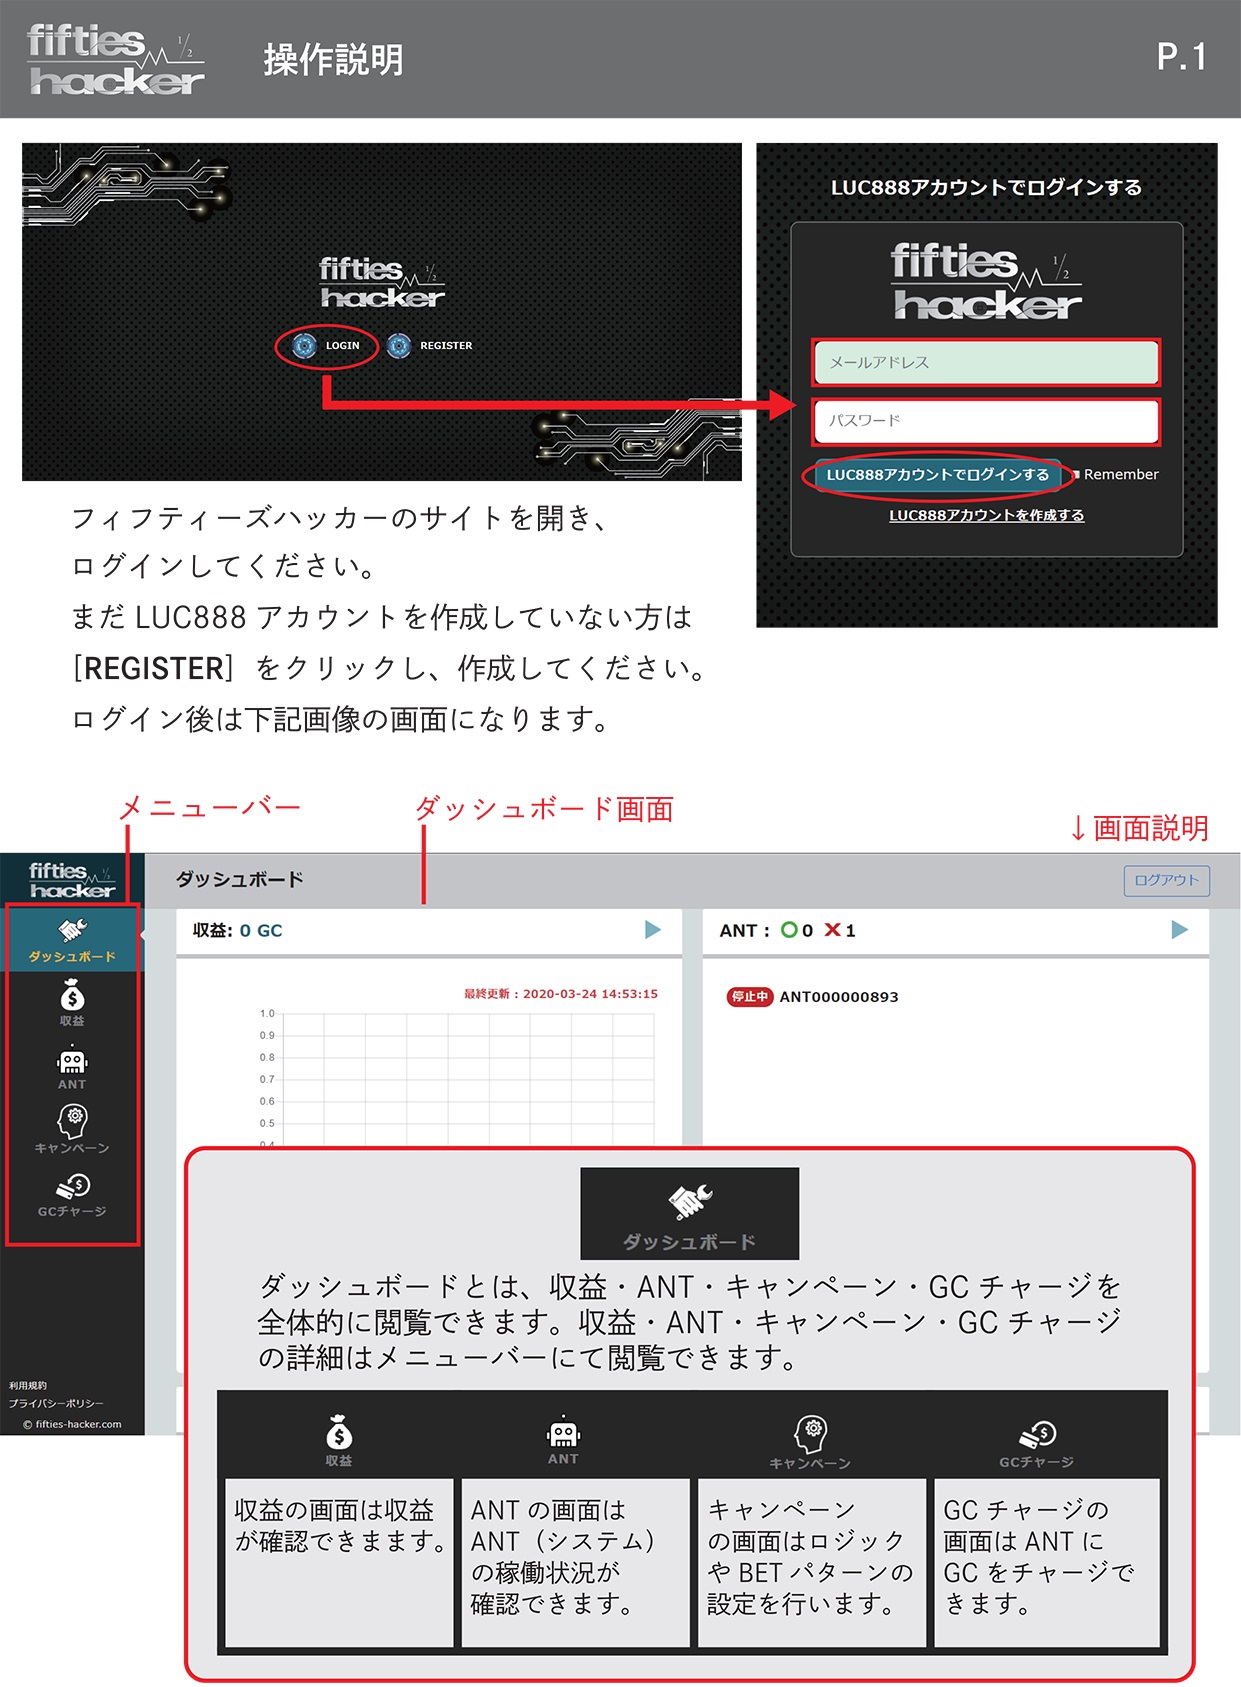 fifties 1/2
hacker
操作説明
P.1
fifties 1/2
hacker
LOGIN
REGISTER
LUC888アカウントでログインする
fifties 1/2
hacker
メールアドレス
パスワード
LUC888アカウントでログインする
Remember
LUC888アカウントを作成する
フィフティーズハッカーのサイトを開き、
ログインしてください。
まだ LUC888 アカウントを作成していない方は
[REGISTER] をクリックし、作成してください。
ログイン後は下記画像の画面になります。
メニューバー
ダッシュボード画面
↓画面説明
fifties 1/2
hacker
ダッシュボード
収益
ANT
キャンペーン
GCチャージ
利用規約
プライバシーポリシー
© fifties-hacker.com
ダッシュボード
ログアウト
収益: 0 GC
最終更新 : 2020-03-24 14:53:15
1.0
0.9
0.8
0.7
0.6
0.5
0.4
ANT : 0 1
停止中 ANT000000893
ダッシュボード
ダッシュボードとは、収益・ANT・キャンペーン・GC チャージを
全体的に閲覧できます。収益・ANT・キャンペーン・GC チャージ
の詳細はメニューバーにて閲覧できます。
収益
収益の画面は収益
が確認できまます。
ANT
ANT の画面は
ANT（システム）
の稼働状況が
確認できます。
キャンペーン
キャンペーン
の画面はロジック
や BET パターンの
設定を行います。
GCチャージ
GC チャージの
画面は ANT に
GC をチャージで
きます。